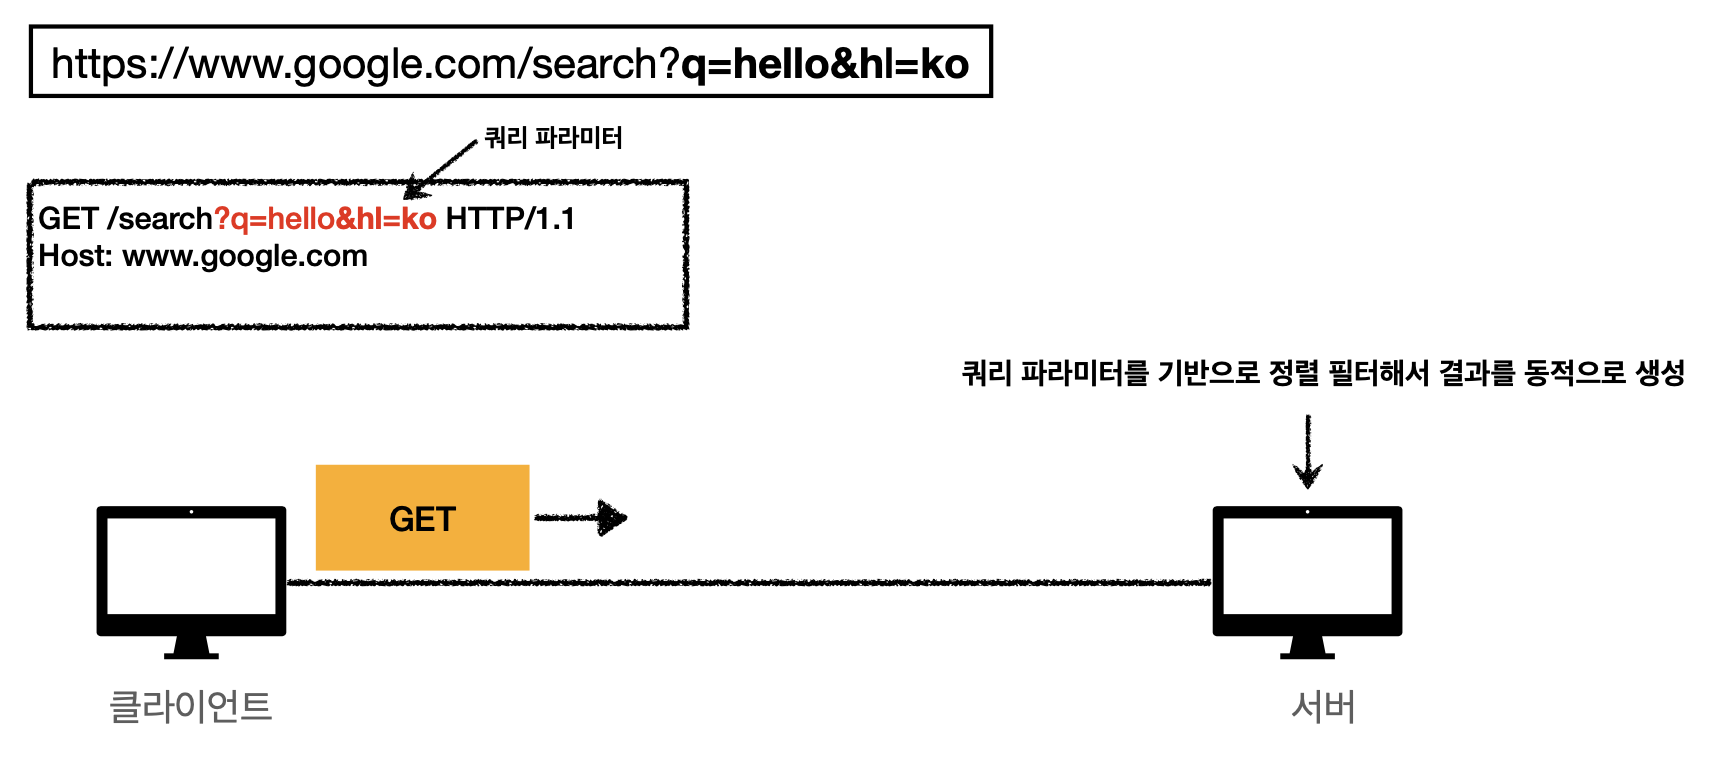 https://www.google.com/search?q=hello&hl=ko
쿼리 파라미터
GET /search?q=hello&hl=ko HTTP/1.1
Host: www.google.com
쿼리 파라미터를 기반으로 정렬 필터해서 결과를 동적으로 생성
GET
클라이언트
서버